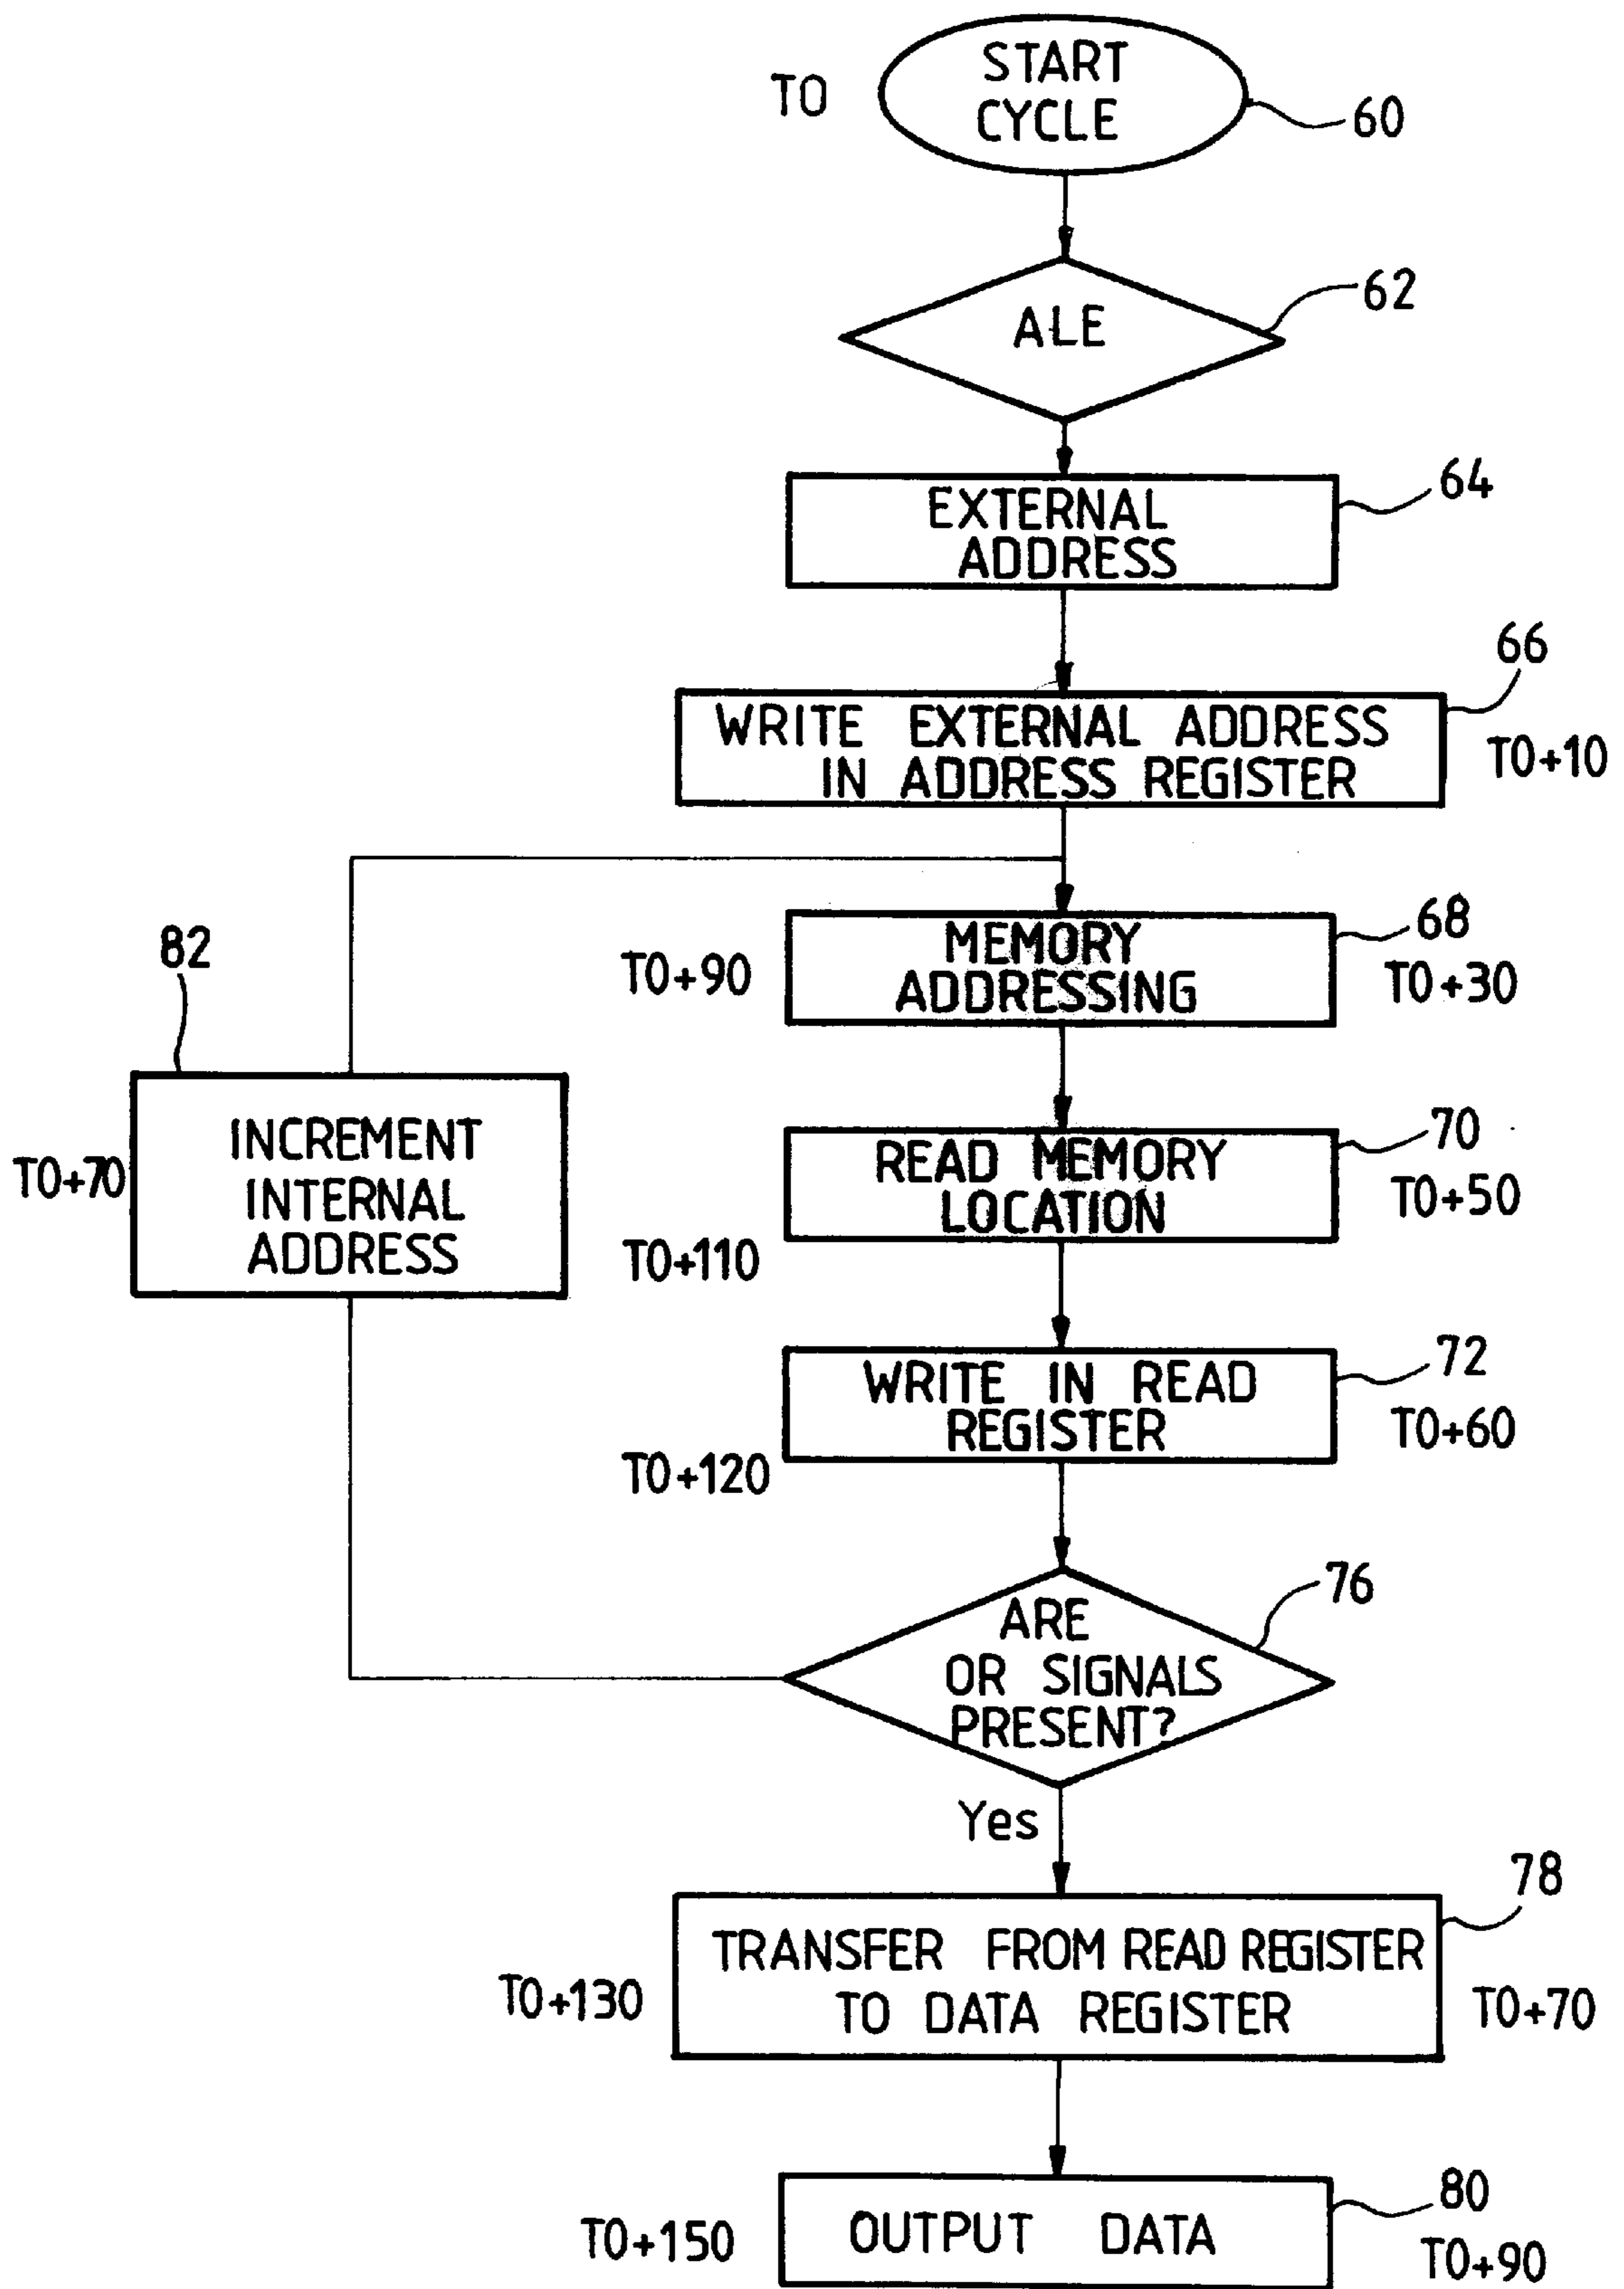 START
CYCLE
T0
60
ALE
62
EXTERNAL
ADDRESS
64
66
WRITE EXTERNAL ADDRESS
IN ADDRESS REGISTER
T0+10
68
MEMORY
ADDRESSING
T0+90
T0+30
82
INCREMENT
INTERNAL
ADDRESS
T0+70
70
READ MEMORY
LOCATION
T0+50
T0+110
72
WRITE IN READ
REGISTER
T0+60
T0+120
76
ARE
OR SIGNALS
PRESENT?
Yes
78
TRANSFER FROM READ REGISTER
TO DATA REGISTER
T0+130
T0+70
80
OUTPUT DATA
T0+150
T0+90